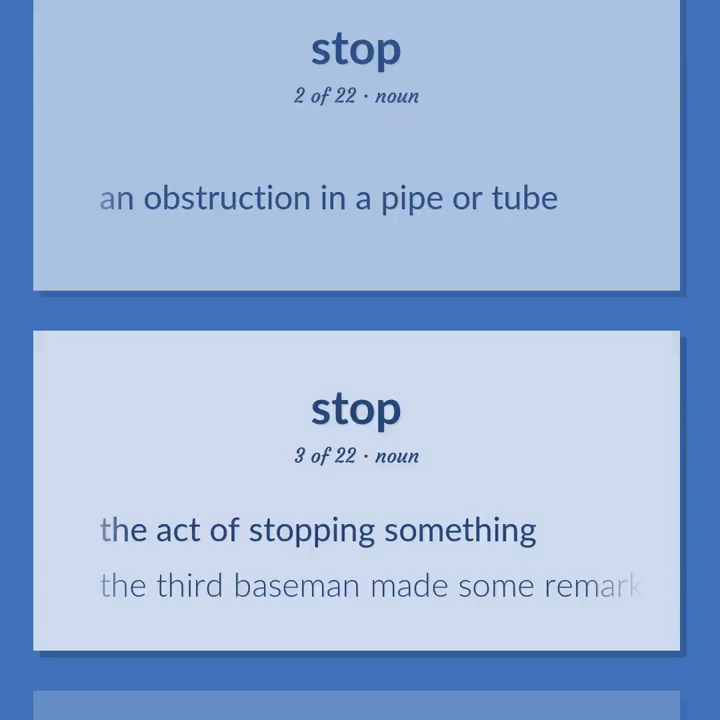 stop
2 of 22 · noun
an obstruction in a pipe or tube
stop
3 of 22 · noun
the act of stopping something
the third baseman made some remark